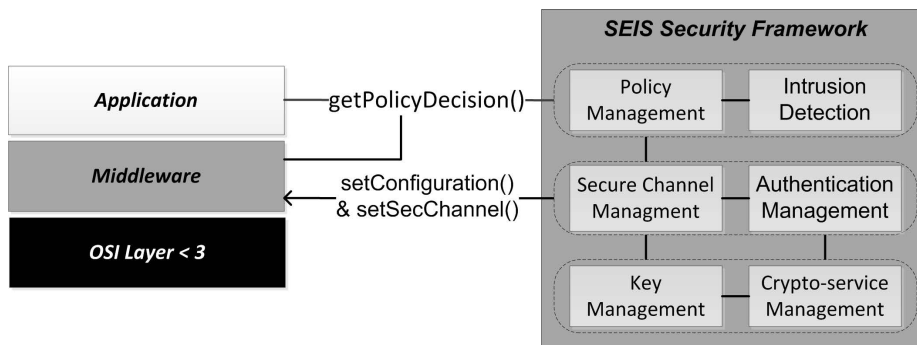 SEIS Security Framework
Application
getPolicyDecision()
Policy
Management
Intrusion
Detection
Middleware
setConfiguration()
& setSecChannel()
Secure Channel
Managment
Authentication
Management
OSI Layer < 3
Key
Management
Crypto-service
Management